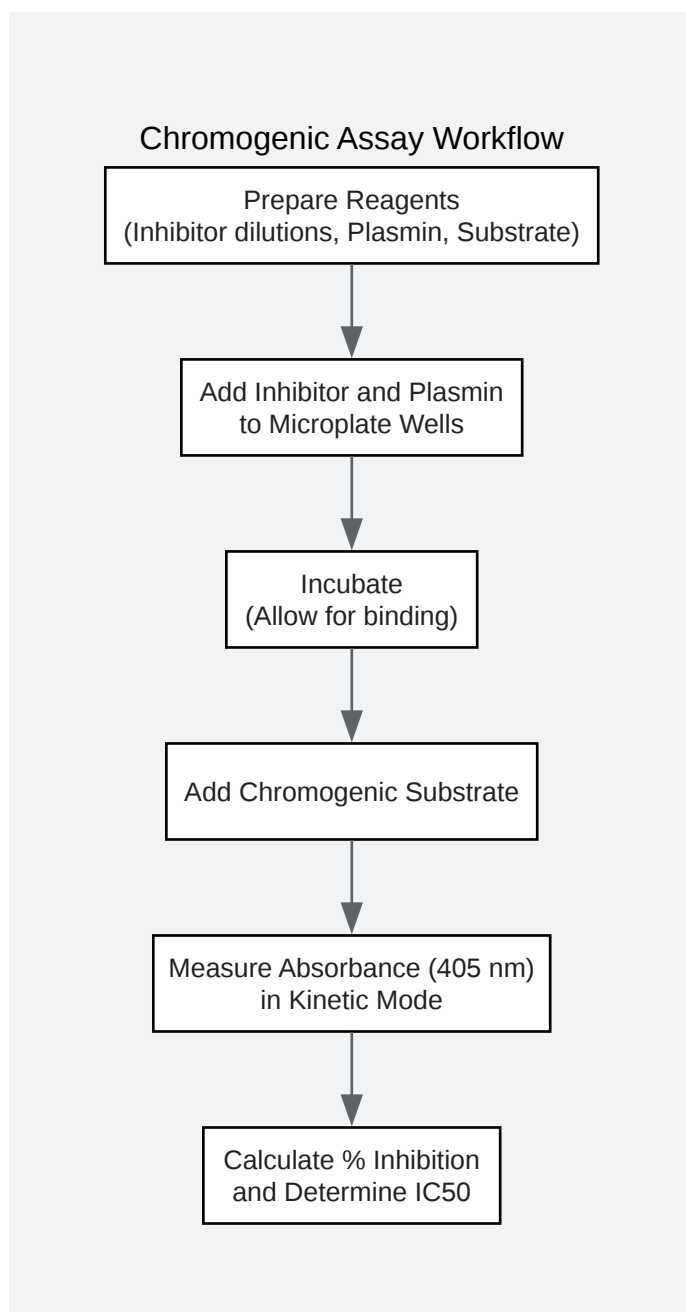 Chromogenic Assay Workflow
Prepare Reagents
(Inhibitor dilutions, Plasmin, Substrate)
Add Inhibitor and Plasmin
to Microplate Wells
Incubate
(Allow for binding)
Add Chromogenic Substrate
Measure Absorbance (405 nm)
in Kinetic Mode
Calculate % Inhibition
and Determine IC50